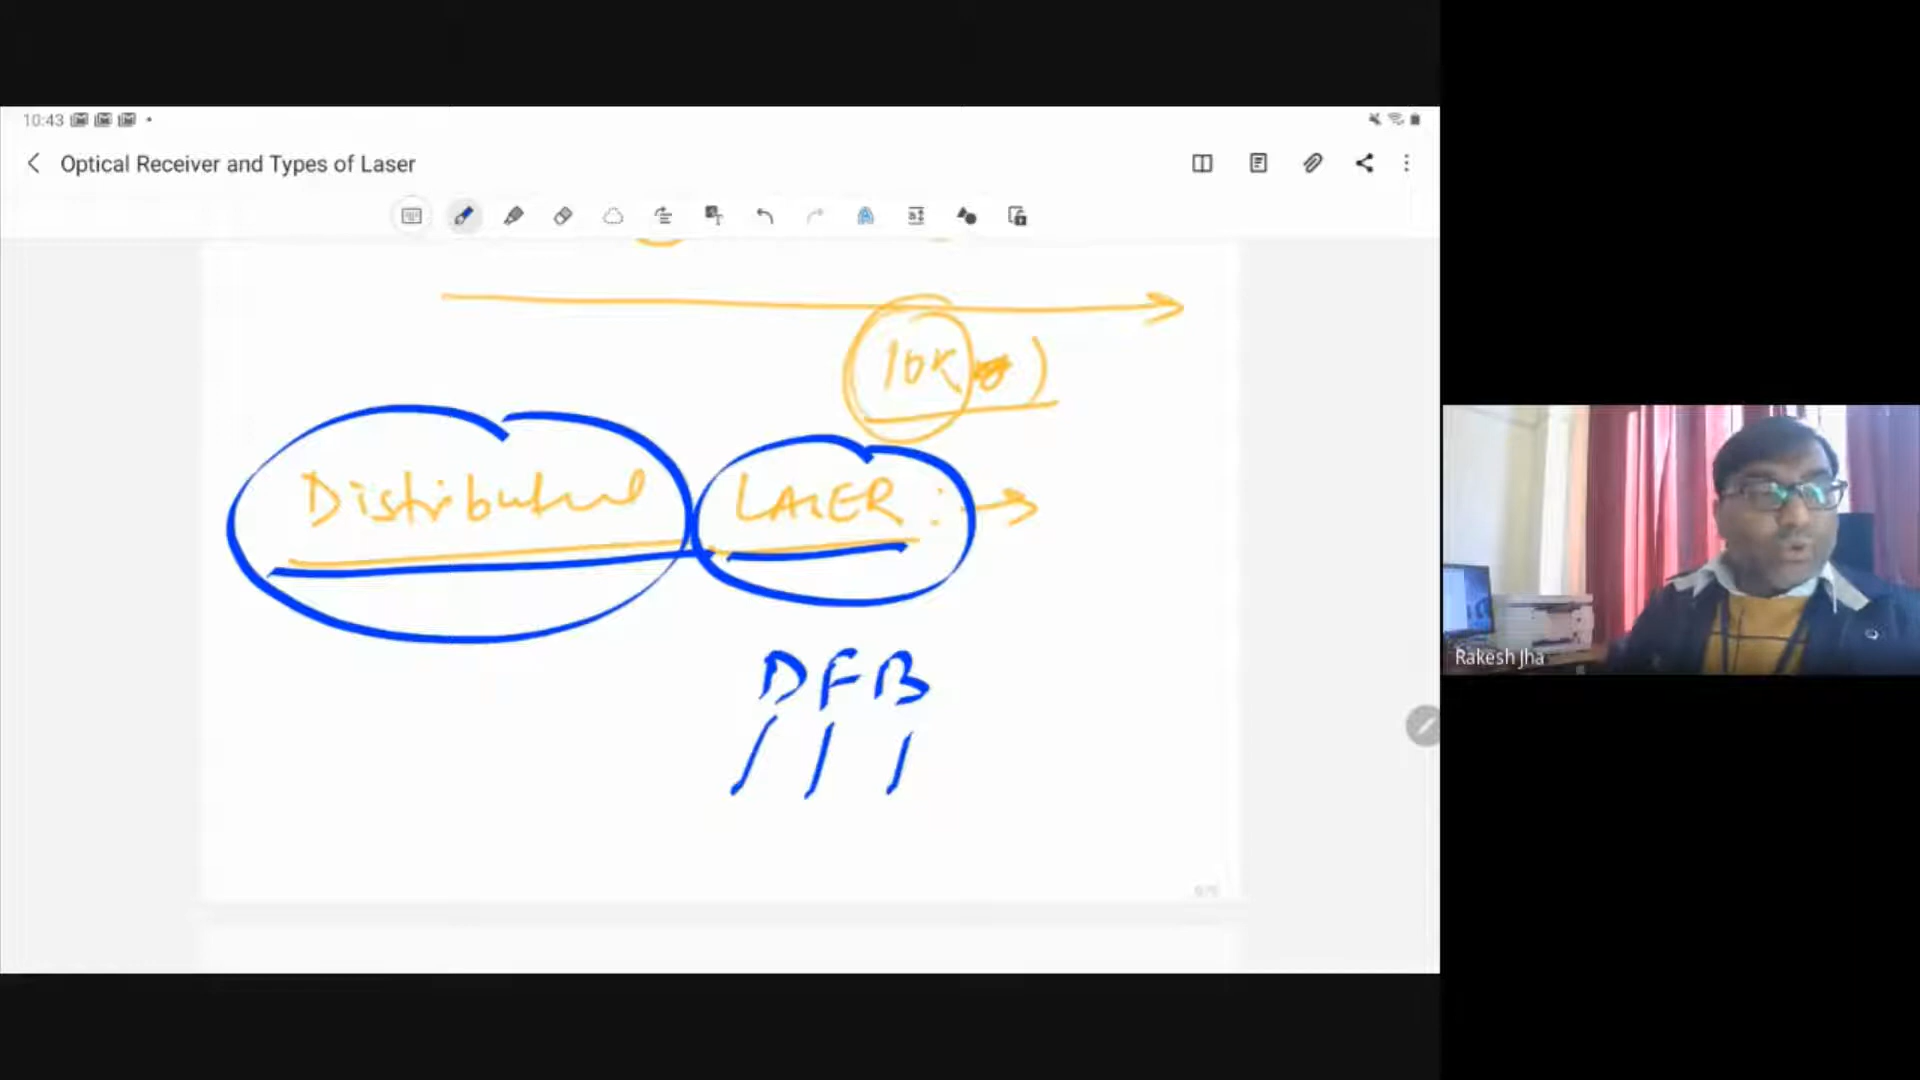 10:43
Optical Receiver and Types of Laser
10K )
Distributed LASER :
DFB
Rakesh Jha